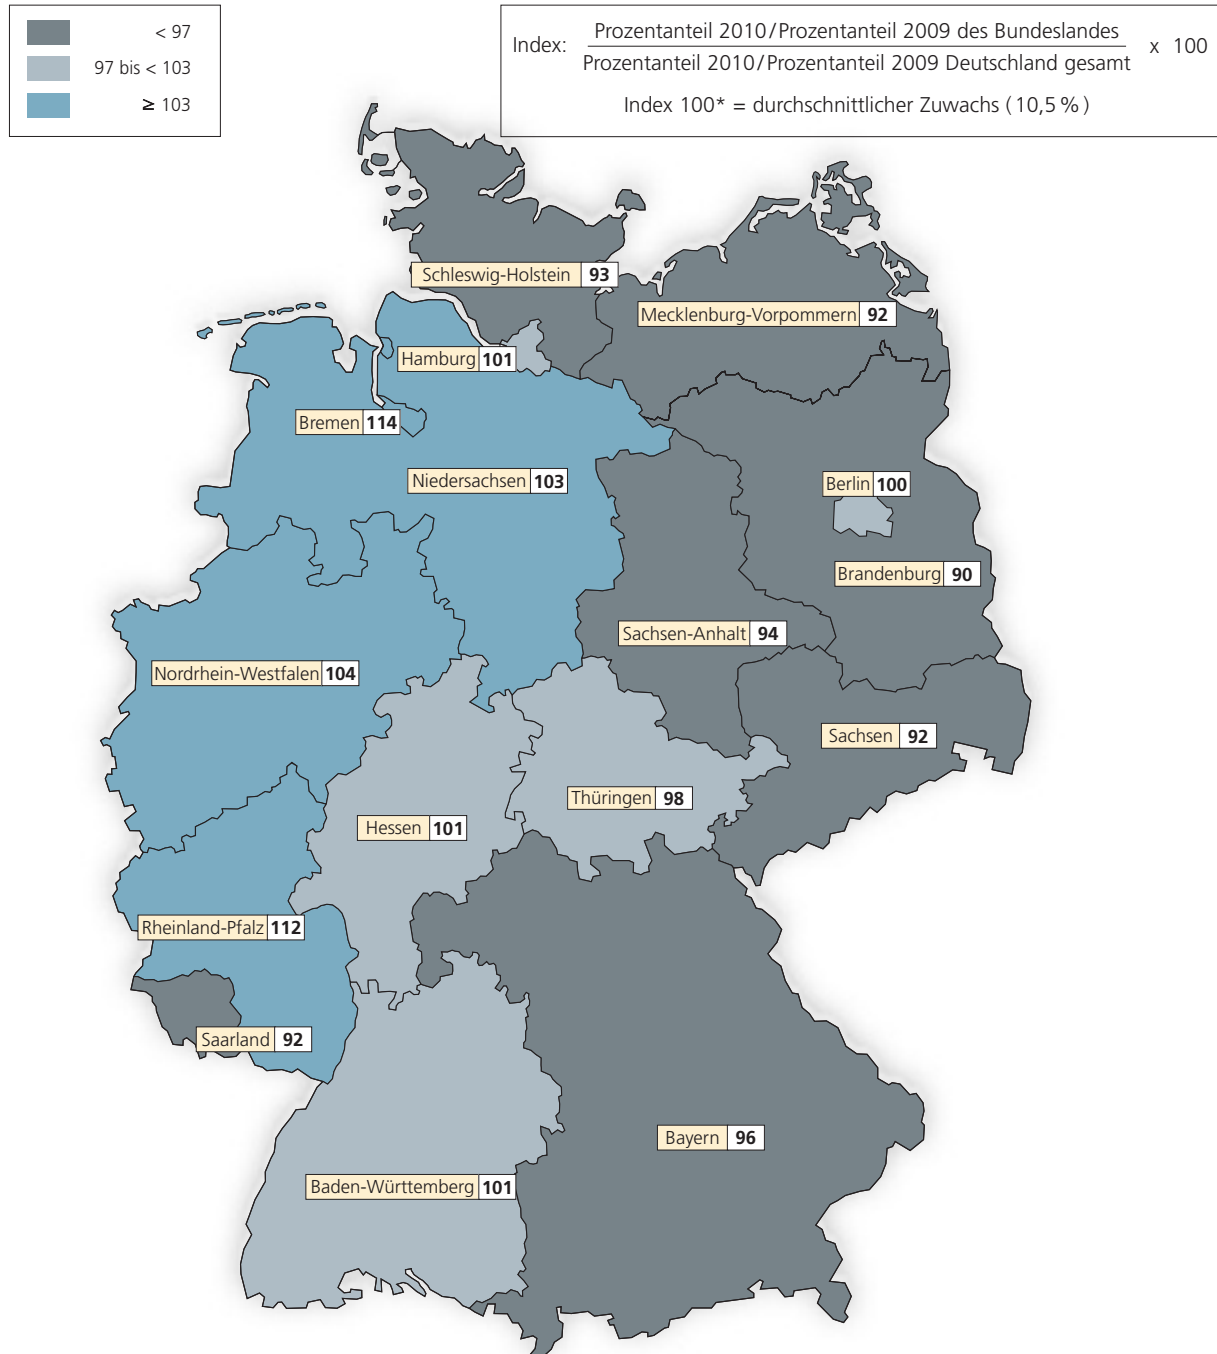 < 97
97 bis < 103
≥ 103
Index: Prozentanteil 2010/Prozentanteil 2009 des Bundeslandes x 100
Prozentanteil 2010/Prozentanteil 2009 Deutschland gesamt
Index 100* = durchschnittlicher Zuwachs (10,5 %)
Schleswig-Holstein 93
Mecklenburg-Vorpommern 92
Hamburg 101
Bremen 114
Niedersachsen 103
Berlin 100
Brandenburg 90
Sachsen-Anhalt 94
Nordrhein-Westfalen 104
Sachsen 92
Thüringen 98
Hessen 101
Rheinland-Pfalz 112
Saarland 92
Bayern 96
Baden-Württemberg 101